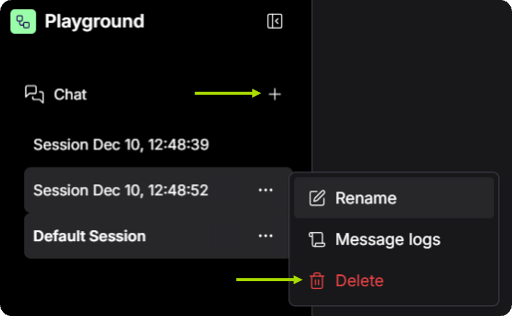 Playground
Chat
Session Dec 10, 12:48:39
Session Dec 10, 12:48:52
Default Session
Rename
Message logs
Delete